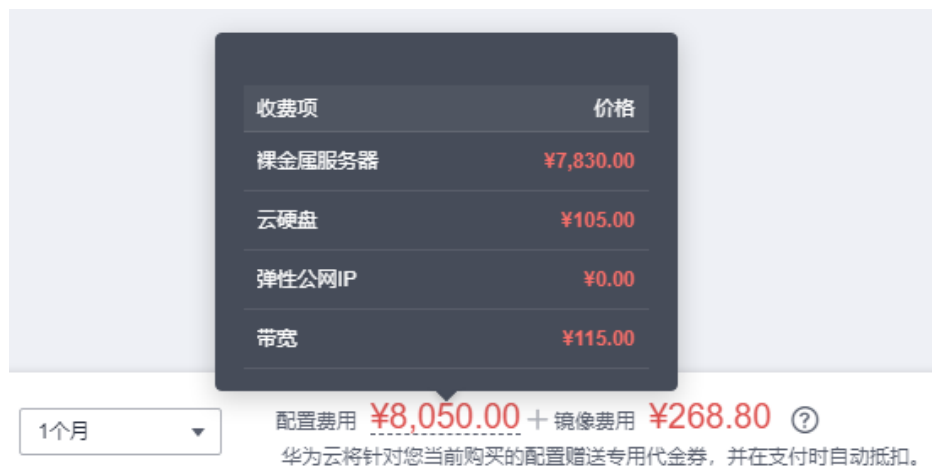 收费项 价格
裸金属服务器 ¥7,830.00
云硬盘 ¥105.00
弹性公网IP ¥0.00
带宽 ¥115.00
1个月 配置费用 ¥8,050.00 + 镜像费用 ¥268.80 ?
华为云将针对您当前购买的配置赠送专用代金券，并在支付时自动抵扣。